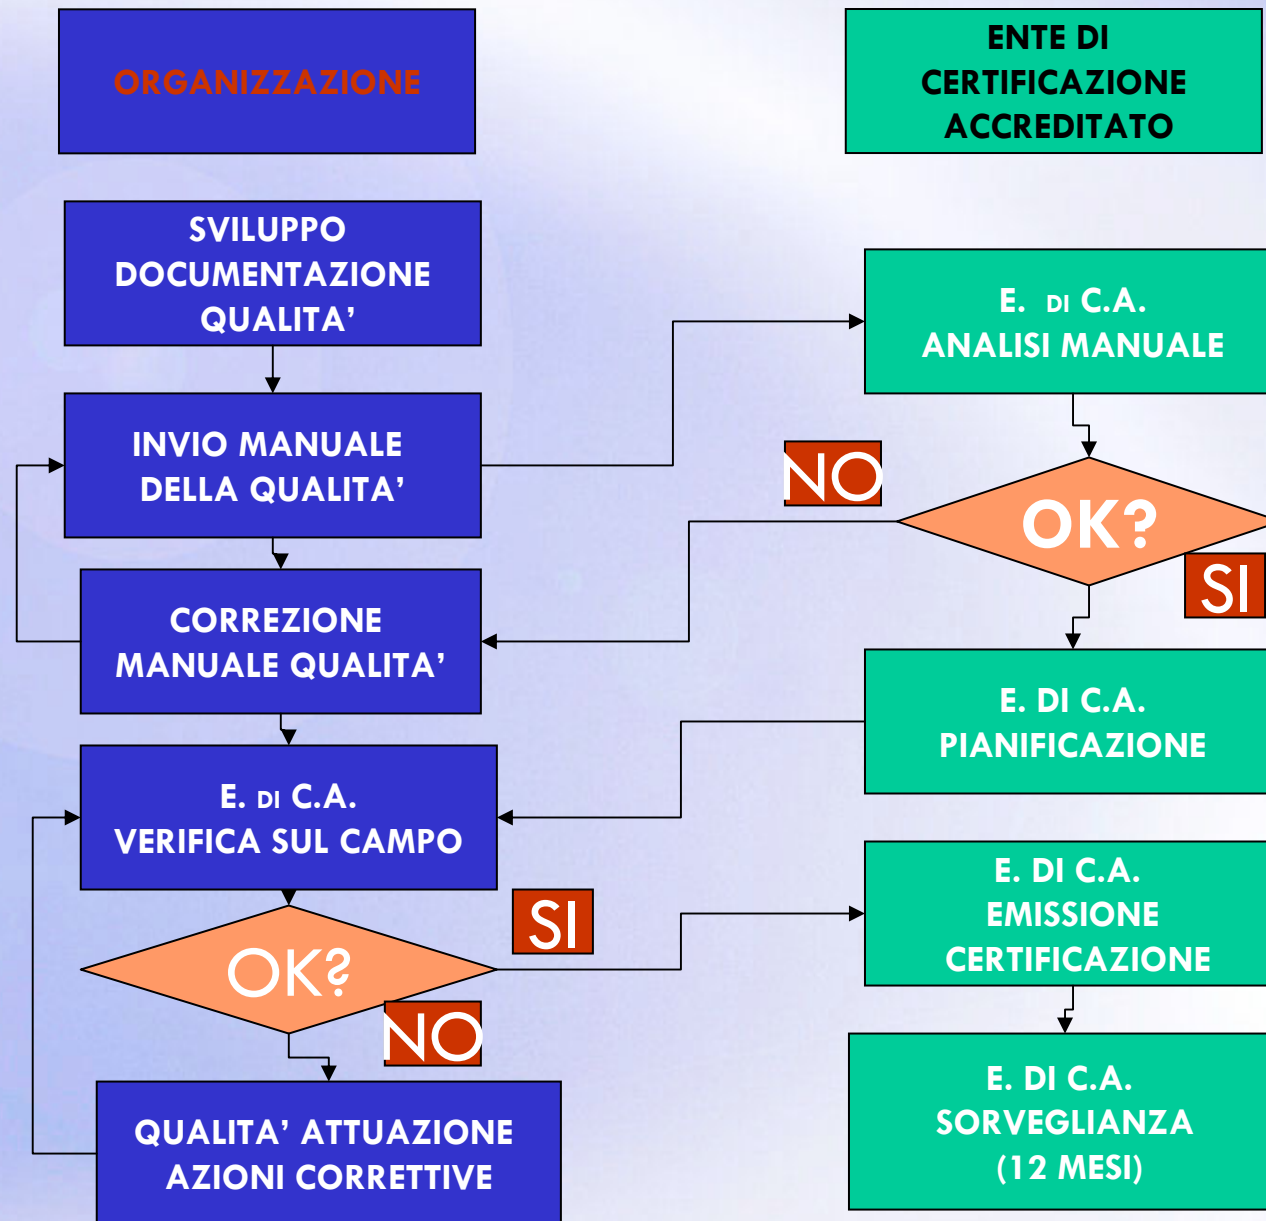 ORGANIZZAZIONE
ENTE DI
CERTIFICAZIONE
ACCREDITATO
SVILUPPO
DOCUMENTAZIONE
QUALITA’
E. DI C.A.
ANALISI MANUALE
INVIO MANUALE
DELLA QUALITA’
NO
OK?
SI
CORREZIONE
MANUALE QUALITA’
E. DI C.A.
PIANIFICAZIONE
E. DI C.A.
VERIFICA SUL CAMPO
SI
OK?
NO
E. DI C.A.
EMISSIONE
CERTIFICAZIONE
QUALITA’ ATTUAZIONE
AZIONI CORRETTIVE
E. DI C.A.
SORVEGLIANZA
(12 MESI)